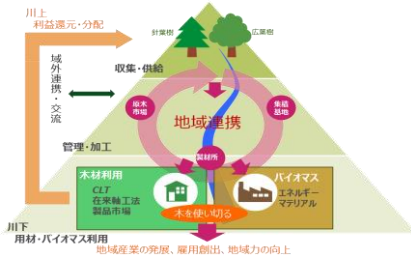 川上
利益還元・分配
針葉樹
広葉樹
域外連携・交流
収集・供給
原木
市場
集積
基地
地域連携
製材所
管理・加工
木材利用
CLT
在来軸工法
製品市場
バイオマス
エネルギー
マテリアル
木を使い切る
川下
用材・バイオマス利用
地域産業の発展、雇用創出、地域力の向上